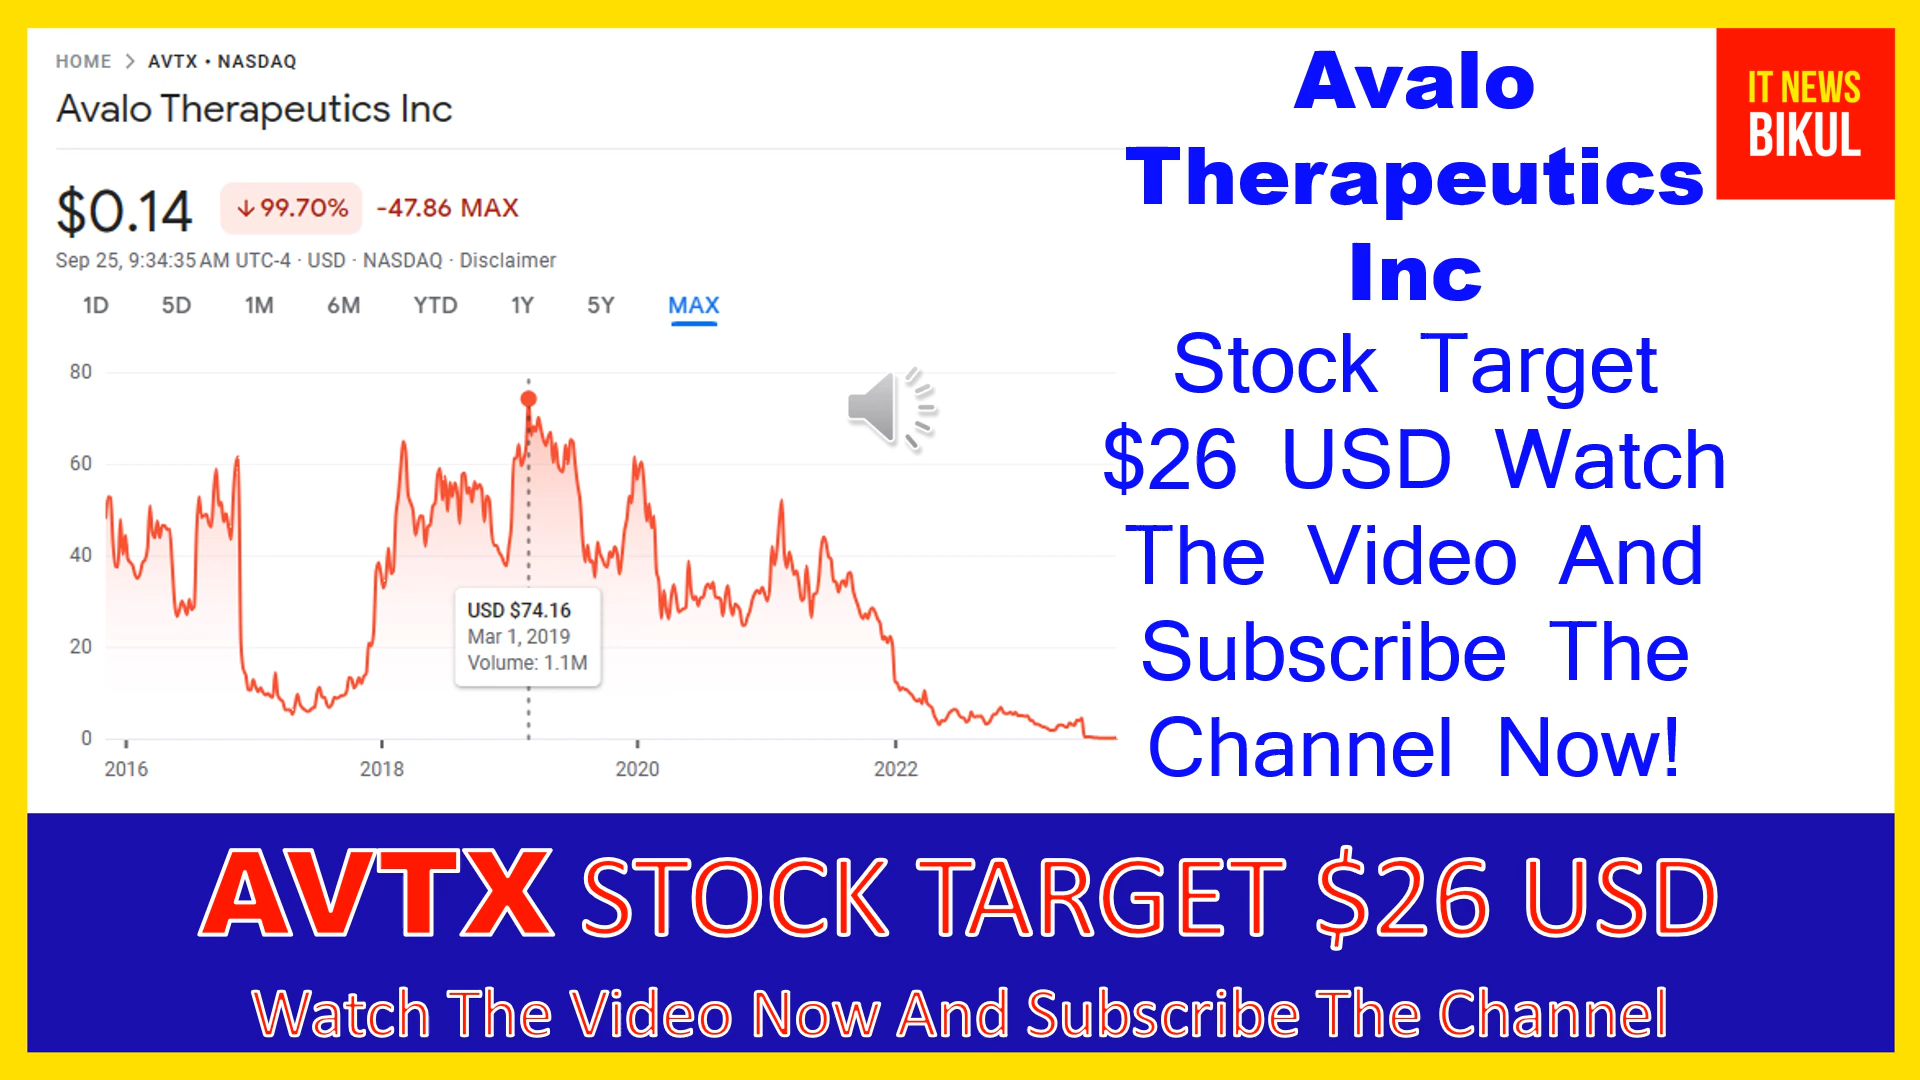 HOME > AVTX • NASDAQ
Avalo Therapeutics Inc
$0.14 ↓99.70% -47.86 MAX
Sep 25, 9:34:35 AM UTC-4 · USD · NASDAQ · Disclaimer
1D 5D 1M 6M YTD 1Y 5Y MAX
80
60
40
20
0
USD $74.16
Mar 1, 2019
Volume: 1.1M
2016 2018 2020 2022
Avalo
Therapeutics
Inc
Stock Target
$26 USD Watch
The Video And
Subscribe The
Channel Now!
IT NEWS
BIKUL
AVTX STOCK TARGET $26 USD
Watch The Video Now And Subscribe The Channel